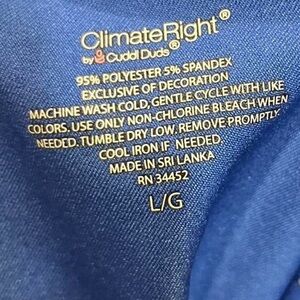 ClimateRight®
by Cuddl Duds®
95% POLYESTER 5% SPANDEX
EXCLUSIVE OF DECORATION
MACHINE WASH COLD, GENTLE CYCLE WITH LIKE
COLORS. USE ONLY NON-CHLORINE BLEACH WHEN
NEEDED. TUMBLE DRY LOW. REMOVE PROMPTLY.
COOL IRON IF NEEDED.
MADE IN SRI LANKA
RN 34452
L/G